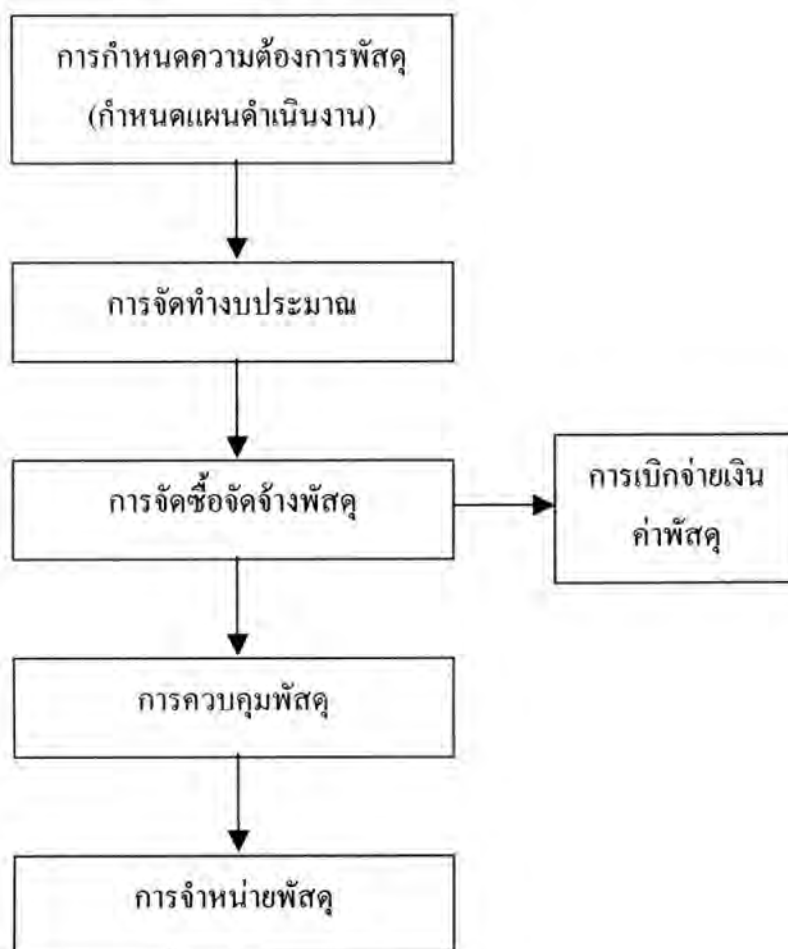 การกำหนดความต้องการพัสดุ
(กำหนดแผนดำเนินงาน)
การจัดทำงบประมาณ
การจัดซื้อจัดจ้างพัสดุ
การเบิกจ่ายเงิน
ค่าพัสดุ
การควบคุมพัสดุ
การจำหน่ายพัสดุ